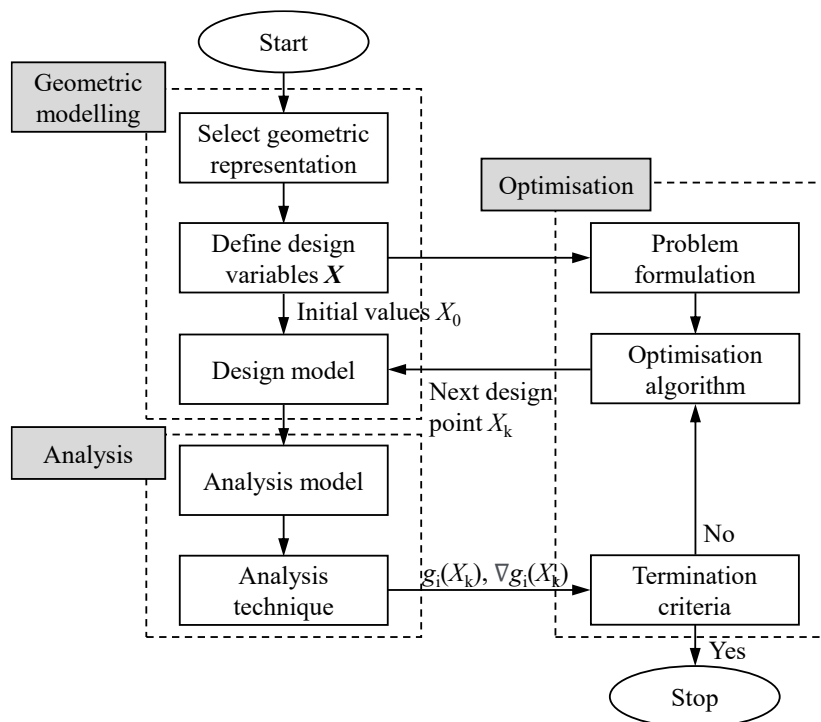 Start
Geometric
modelling
Select geometric
representation
Optimisation
Define design
variables X
Problem
formulation
Initial values X₀
Design model
Optimisation
algorithm
Next design
point Xₖ
Analysis
Analysis model
No
Analysis
technique
gᵢ(Xₖ), ∇gᵢ(Xₖ)
Termination
criteria
Yes
Stop